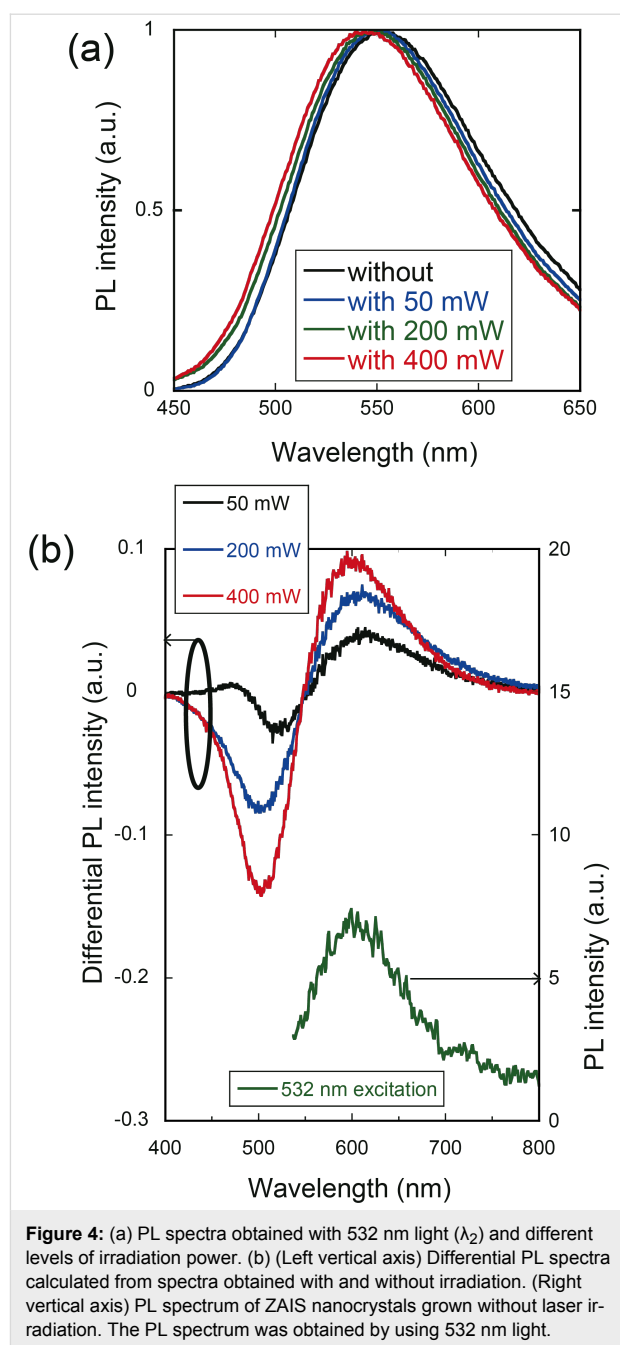 (a)
1
0.5
0
PL intensity (a.u.)
without
with 50 mW
with 200 mW
with 400 mW
450 500 550 600 650
Wavelength (nm)
(b)
50 mW
200 mW
400 mW
0.1
0
-0.1
-0.2
-0.3
Differential PL intensity (a.u.)
20
15
10
5
0
PL intensity (a.u.)
532 nm excitation
400 500 600 700 800
Wavelength (nm)
Figure 4: (a) PL spectra obtained with 532 nm light (λ2) and different
levels of irradiation power. (b) (Left vertical axis) Differential PL spectra
calculated from spectra obtained with and without irradiation. (Right
vertical axis) PL spectrum of ZAIS nanocrystals grown without laser ir-
radiation. The PL spectrum was obtained by using 532 nm light.